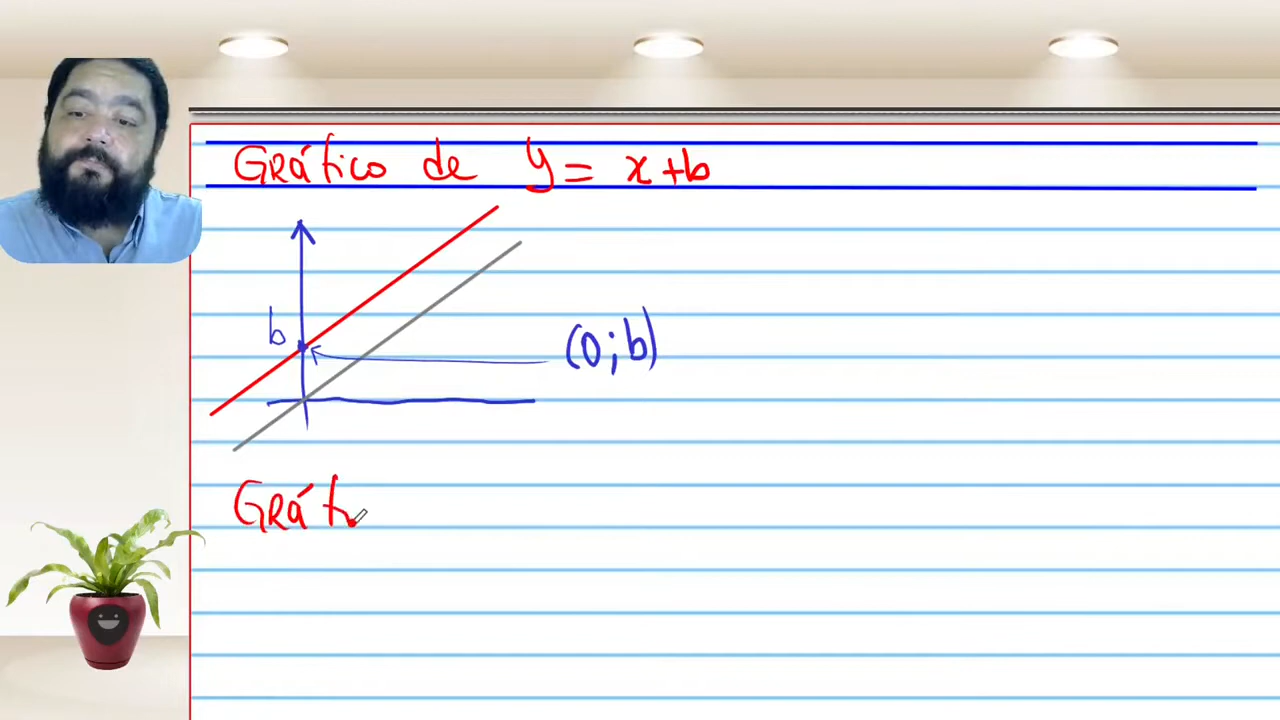 Gráfico de y = x+b
b
(0;b)
Gráf